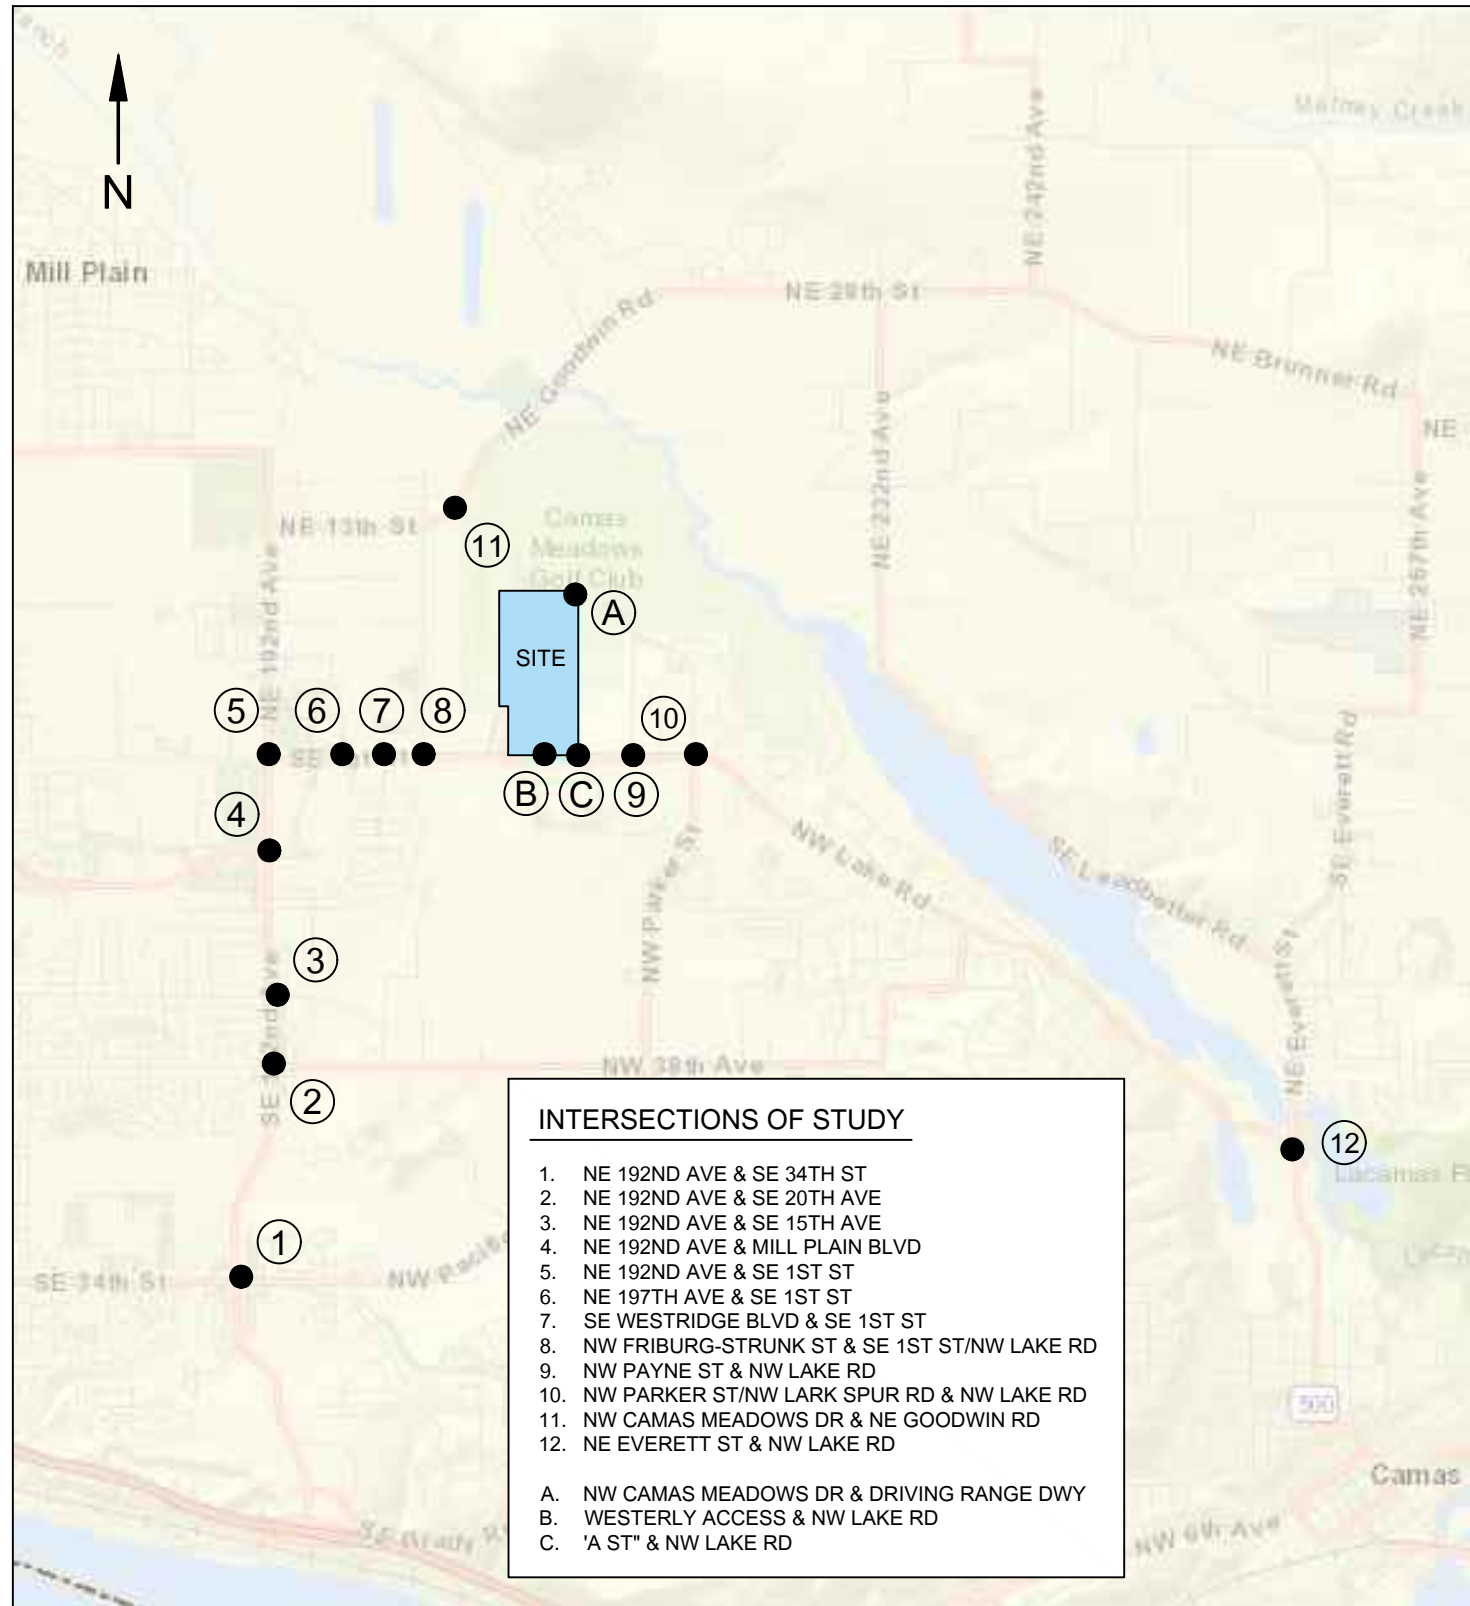 N
Mill Plain
NE 242nd Ave
NE 28th St
NE Goodwin Rd
NE Brunner Rd
NE
NE 232nd Ave
NE 267th Ave
NE 13th St
11
Camas
Meadows
Golf Club
A
NE 192nd Ave
SITE
5
6
7
8
10
B
C
9
4
SE Everett Rd
NW Lake Rd
NW Parker St
SE Leadbetter Rd
3
NE Everett St
SE 192nd Ave
NW 38th Ave
2
12
1
SE 34th St
INTERSECTIONS OF STUDY
1. NE 192ND AVE & SE 34TH ST
2. NE 192ND AVE & SE 20TH AVE
3. NE 192ND AVE & SE 15TH AVE
4. NE 192ND AVE & MILL PLAIN BLVD
5. NE 192ND AVE & SE 1ST ST
6. NE 197TH AVE & SE 1ST ST
7. SE WESTRIDGE BLVD & SE 1ST ST
8. NW FRIBURG-STRUNK ST & SE 1ST ST/NW LAKE RD
9. NW PAYNE ST & NW LAKE RD
10. NW PARKER ST/NW LARK SPUR RD & NW LAKE RD
11. NW CAMAS MEADOWS DR & NE GOODWIN RD
12. NE EVERETT ST & NW LAKE RD
A. NW CAMAS MEADOWS DR & DRIVING RANGE DWY
B. WESTERLY ACCESS & NW LAKE RD
C. 'A ST" & NW LAKE RD
500
Camas
SE Brady
NW 6th Ave